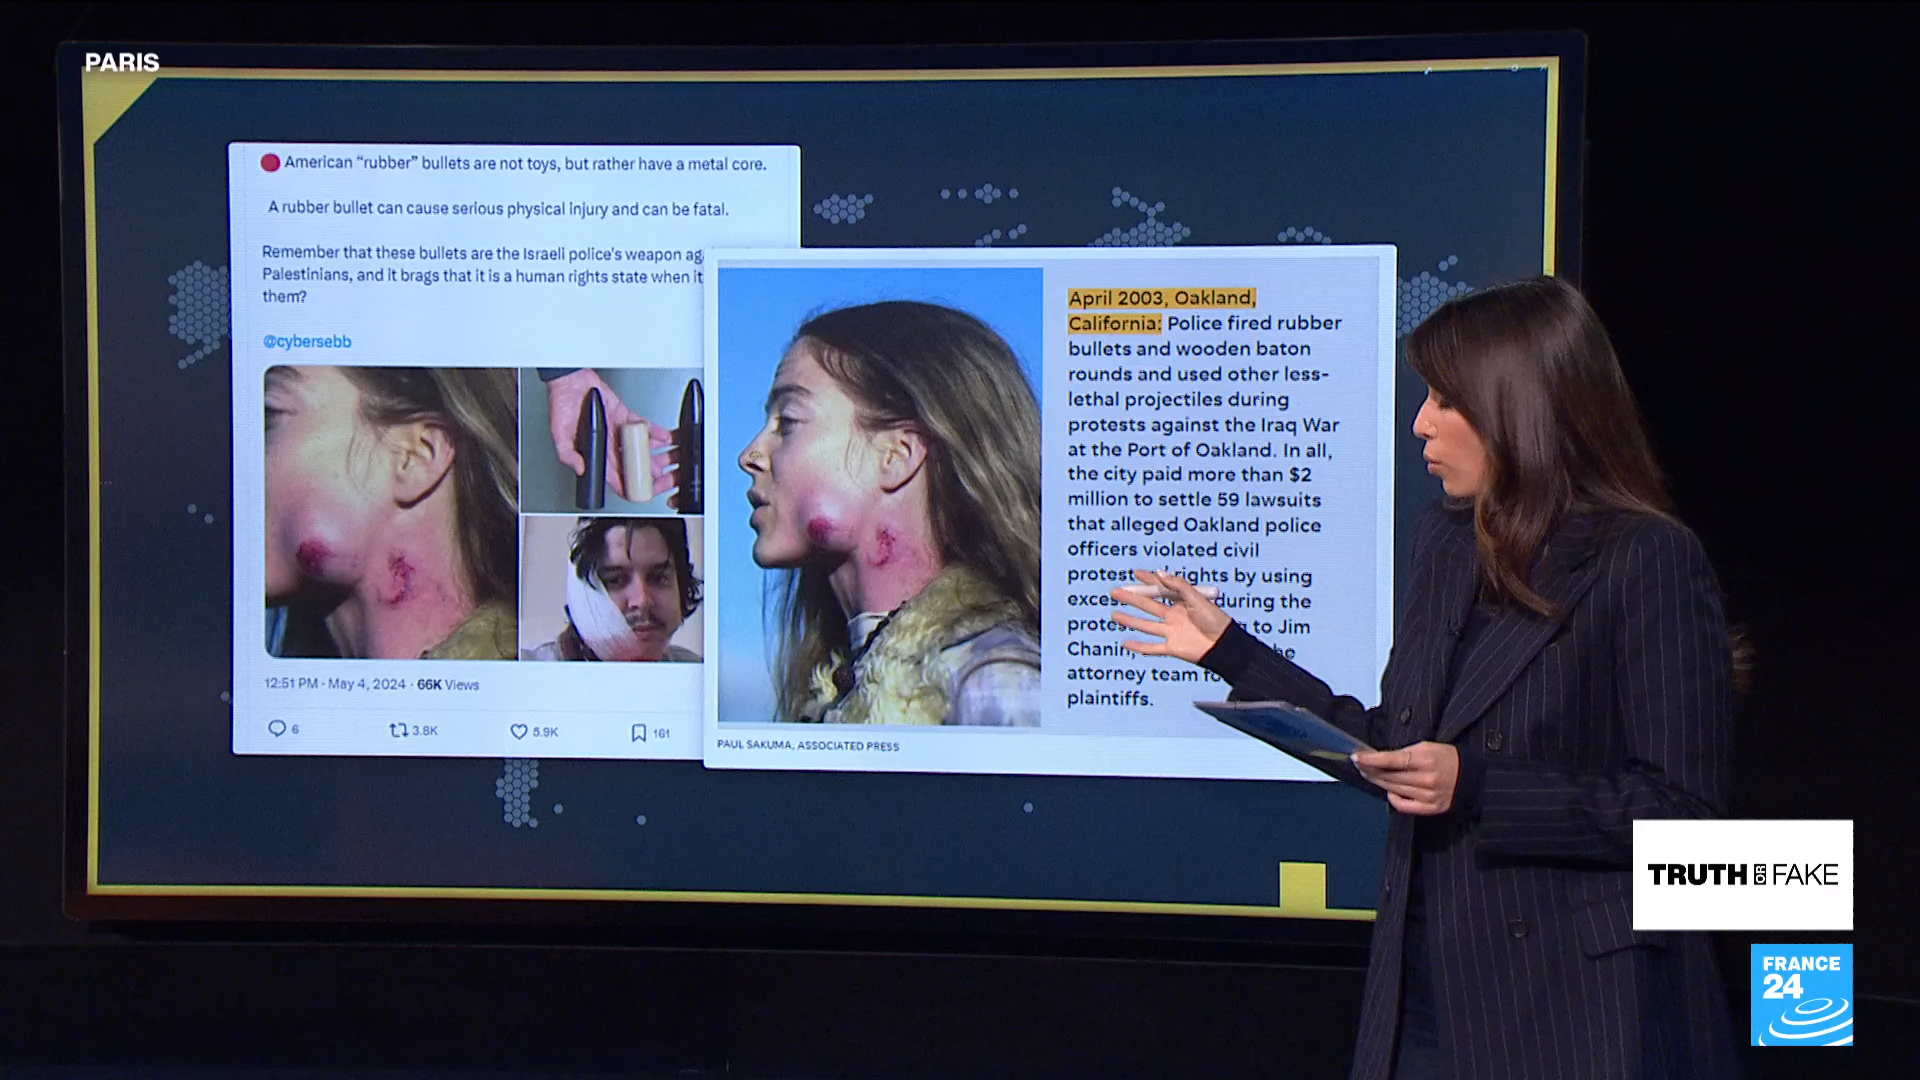 PARIS
American “rubber” bullets are not toys, but rather have a metal core.
A rubber bullet can cause serious physical injury and can be fatal.
Remember that these bullets are the Israeli police's weapon
Palestinians, and it brags that it is a human rights state when it
them?
@cybersebb
12:51 PM · May 4, 2024 · 66K Views
6
3.8K
5.9K
161
April 2003, Oakland,
California: Police fired rubber
bullets and wooden baton
rounds and used other less-
lethal projectiles during
protests against the Iraq War
at the Port of Oakland. In all,
the city paid more than $2
million to settle 59 lawsuits
that alleged Oakland police
officers violated civil
rights by using
during the
to Jim
Chanin,
attorney team
plaintiffs.
PAUL SAKUMA, ASSOCIATED PRESS
TRUTH OR FAKE
FRANCE
24